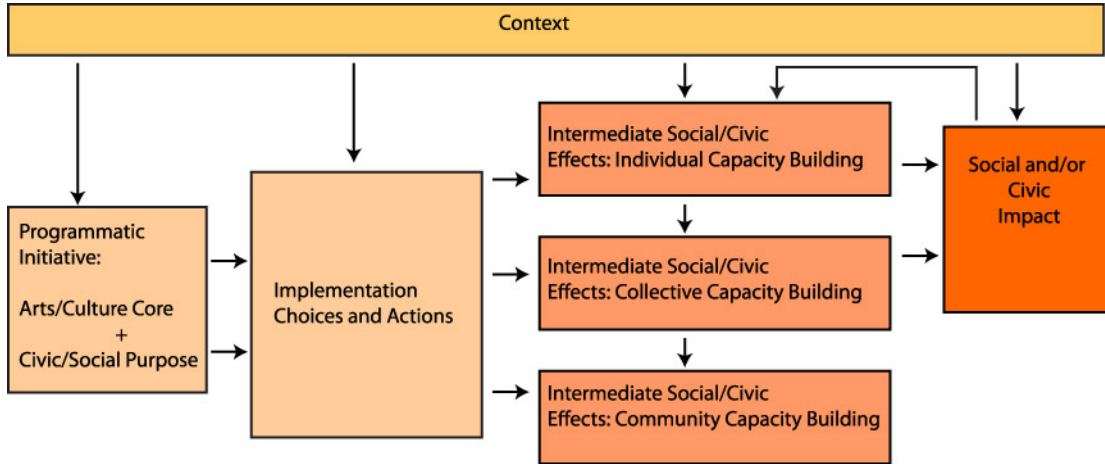 Context
Programmatic
Initiative:
Arts/Culture Core
+
Civic/Social Purpose
Implementation
Choices and Actions
Intermediate Social/Civic
Effects: Individual Capacity Building
Intermediate Social/Civic
Effects: Collective Capacity Building
Intermediate Social/Civic
Effects: Community Capacity Building
Social and/or
Civic
Impact